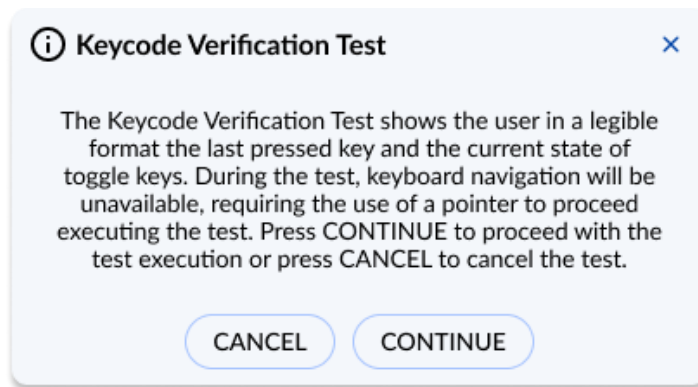 Keycode Verification Test
The Keycode Verification Test shows the user in a legible
format the last pressed key and the current state of
toggle keys. During the test, keyboard navigation will be
unavailable, requiring the use of a pointer to proceed
executing the test. Press CONTINUE to proceed with the
test execution or press CANCEL to cancel the test.
CANCEL CONTINUE